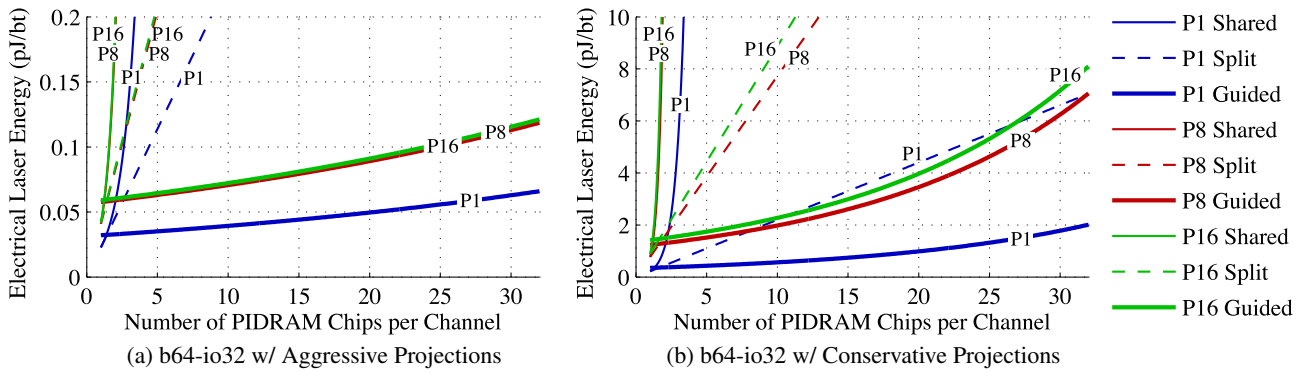 Electrical Laser Energy (pJ/bt)
0.2
0.15
0.1
0.05
0
P16
P8
P1
P16
P8
P1
P16
P8
P1
0 5 10 15 20 25 30
Number of PIDRAM Chips per Channel
(a) b64-io32 w/ Aggressive Projections
Electrical Laser Energy (pJ/bt)
10
8
6
4
2
0
P16
P8
P1
P16
P8
P1
P16
P8
P1
0 5 10 15 20 25 30
Number of PIDRAM Chips per Channel
(b) b64-io32 w/ Conservative Projections
P1 Shared
P1 Split
P1 Guided
P8 Shared
P8 Split
P8 Guided
P16 Shared
P16 Split
P16 Guided